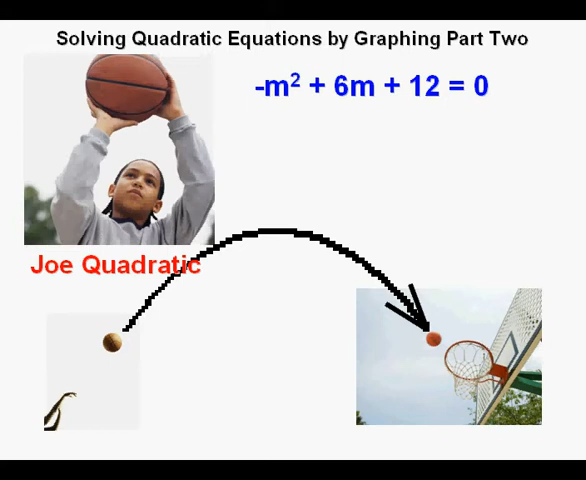 Solving Quadratic Equations by Graphing Part Two
-m² + 6m + 12 = 0
Joe Quadratic